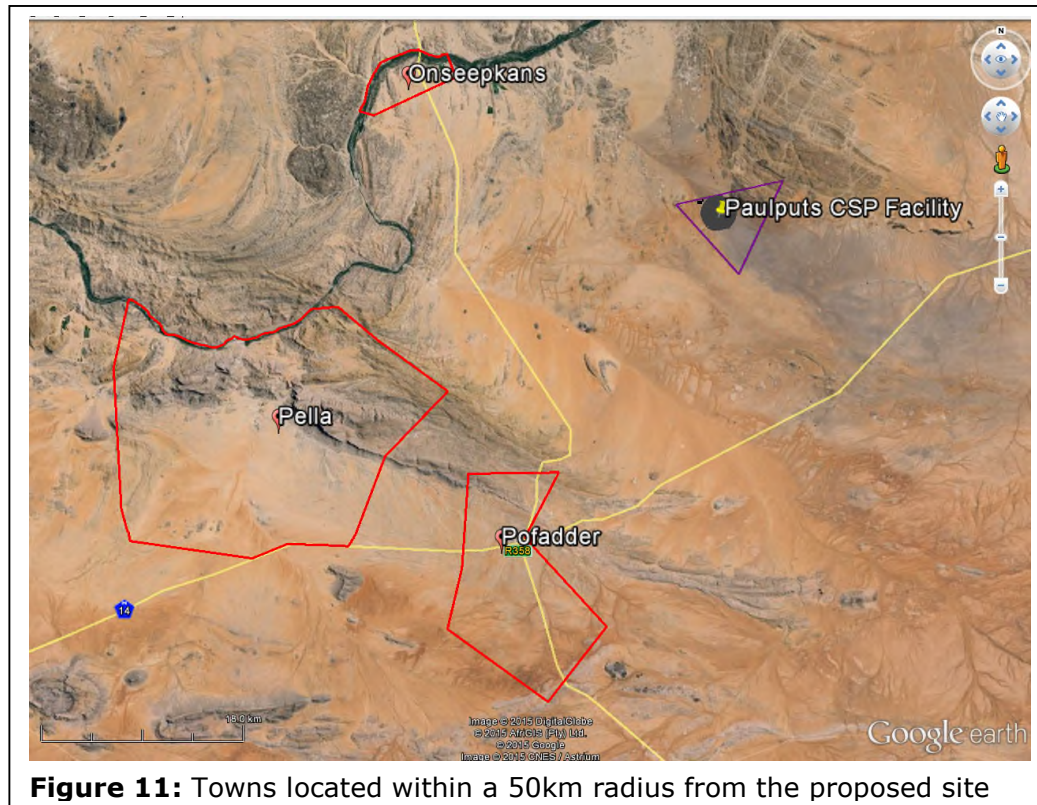 N
Onseepkans
Paulputs CSP Facility
Pella
Pofadder
R358
14
18.0 km
Image © 2015 DigitalGlobe
© 2015 AfriGIS (Pty) Ltd.
© 2015 Google
Image © 2015 CNES / Astrium
Google earth
Figure 11: Towns located within a 50km radius from the proposed site